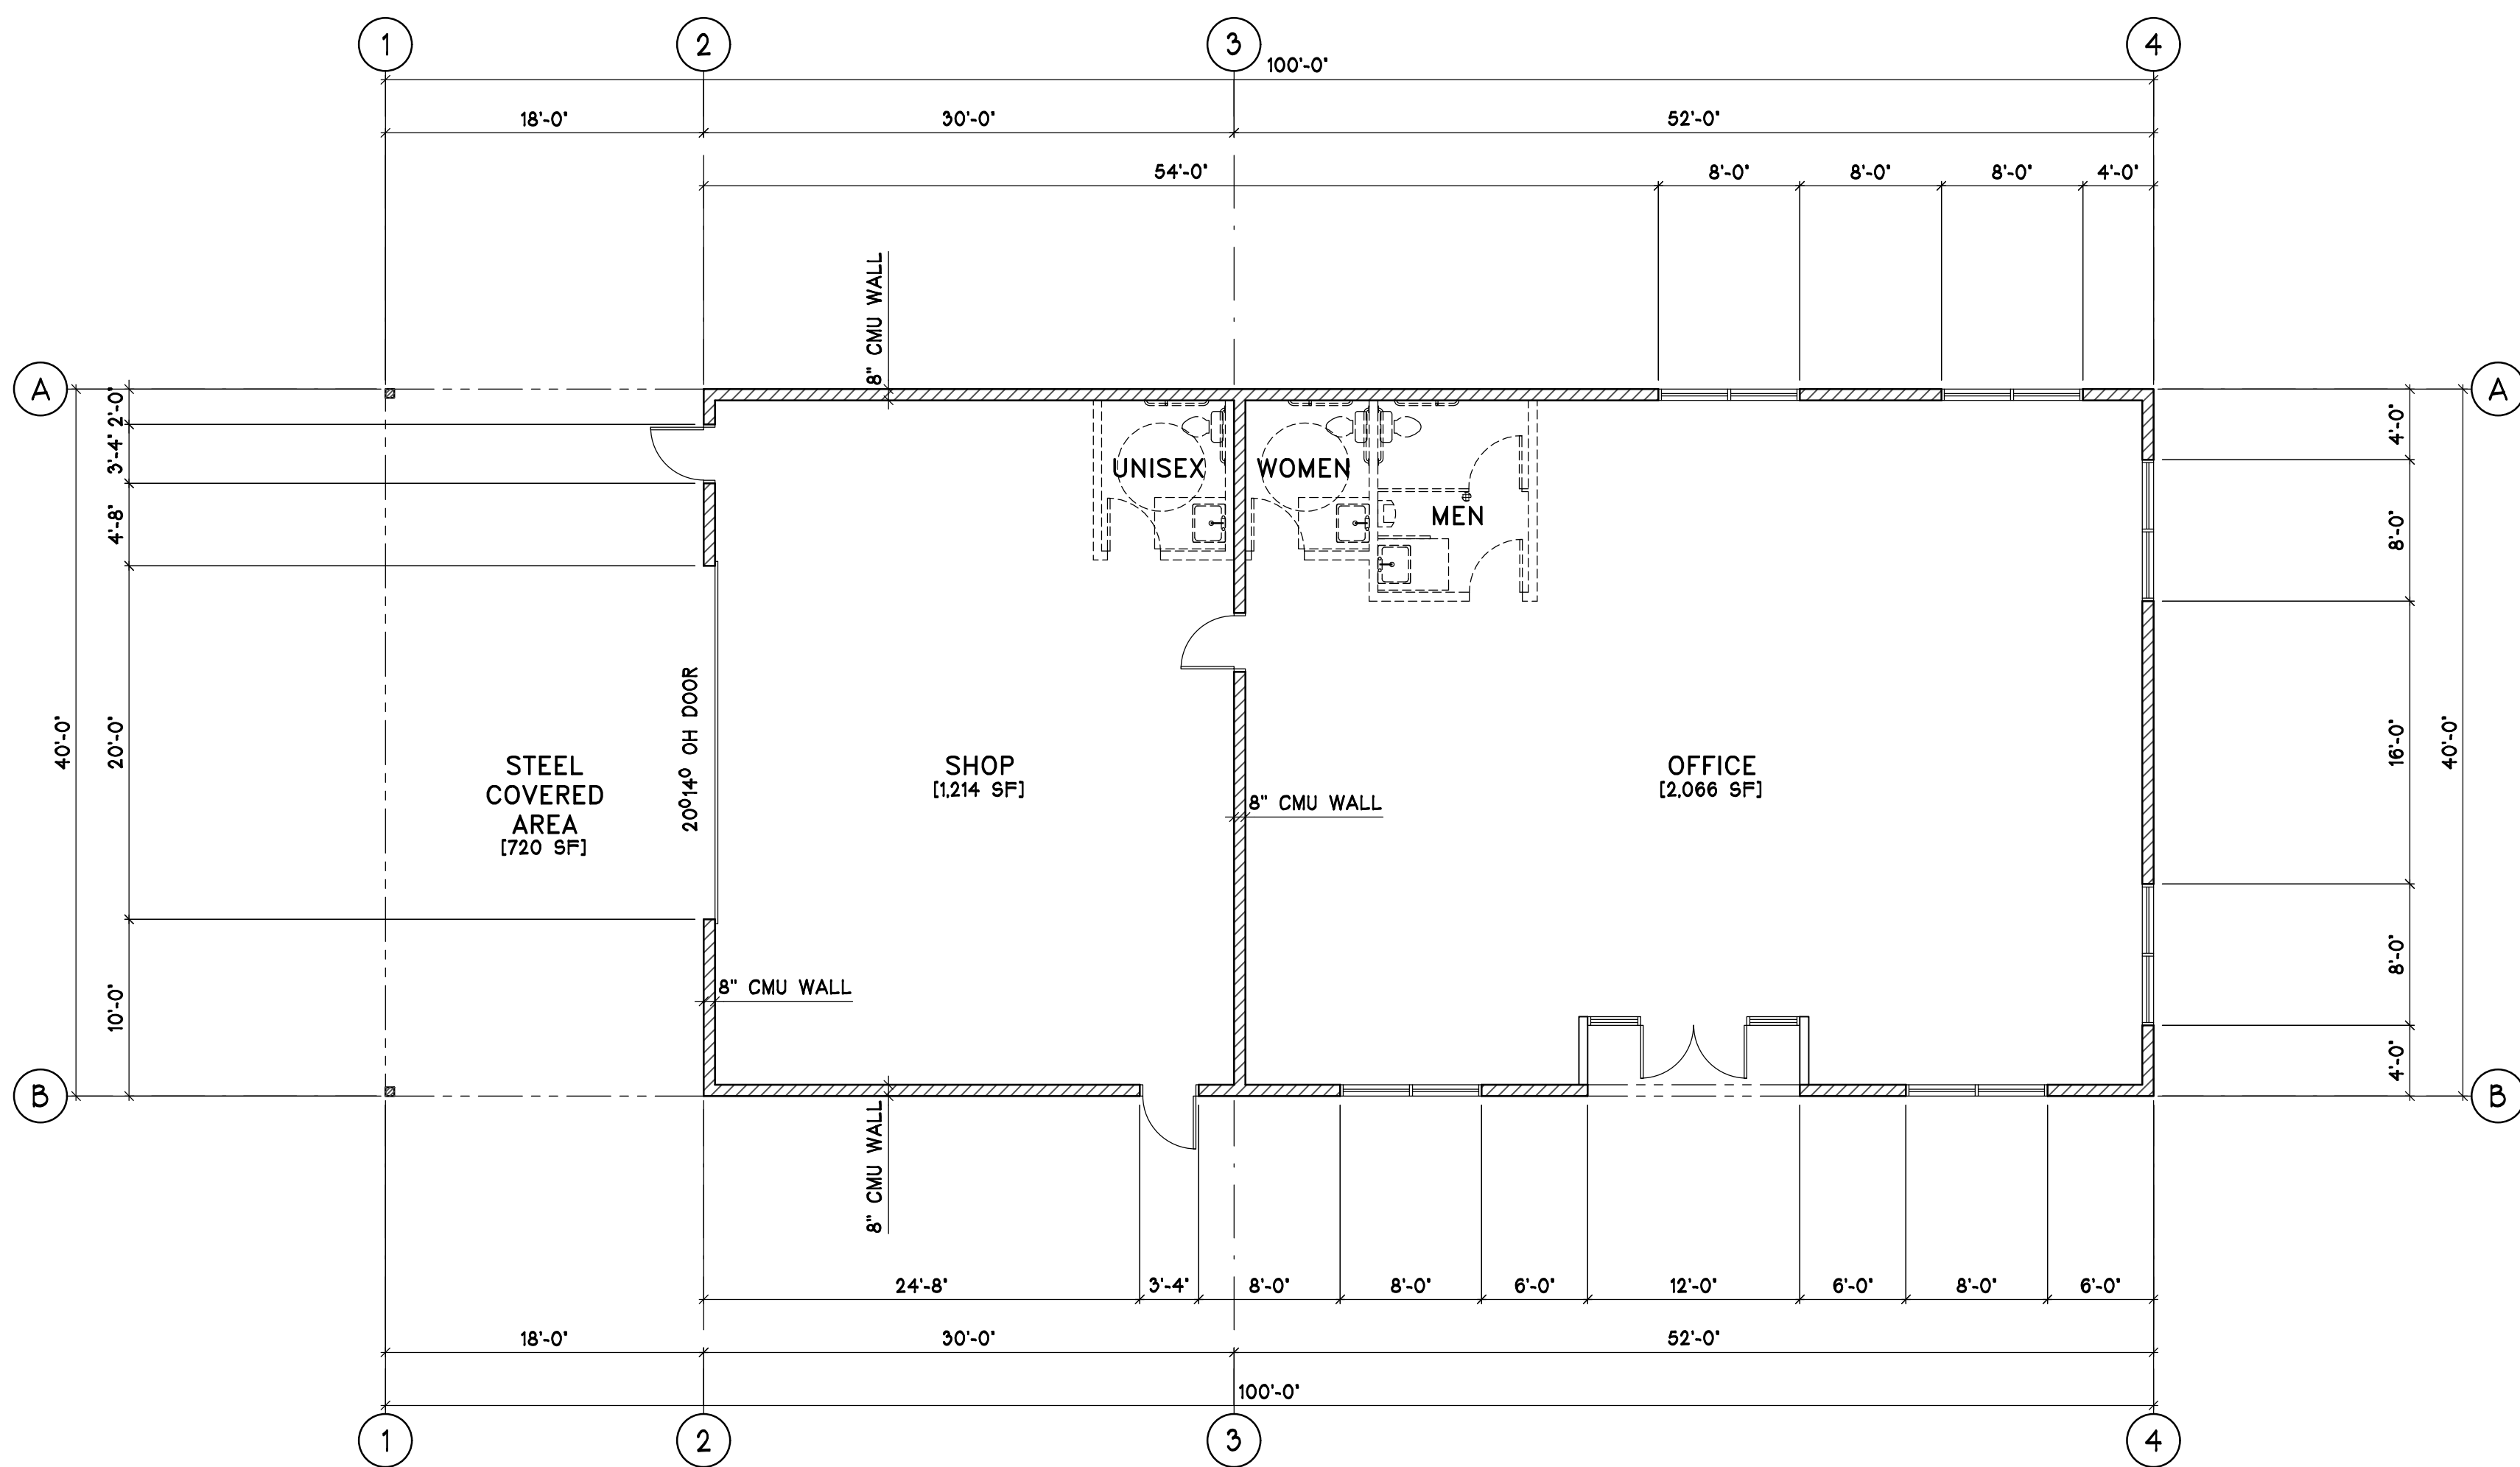 1 2 3 4
100'-0"
18'-0" 30'-0" 52'-0"
54'-0" 8'-0" 8'-0" 8'-0" 4'-0"
8" CMU WALL
A
A
2'-0"
3'-4"
4'-8"
20'-0"
10'-0"
40'-0"
4'-0"
8'-0"
16'-0"
8'-0"
4'-0"
40'-0"
UNISEX
WOMEN
MEN
20⁰14⁰ OH DOOR
STEEL
COVERED
AREA
[720 SF]
SHOP
[1,214 SF]
OFFICE
[2,066 SF]
8" CMU WALL
8" CMU WALL
B
B
8" CMU WALL
24'-8" 3'-4" 8'-0" 8'-0" 6'-0" 12'-0" 6'-0" 8'-0" 6'-0"
18'-0" 30'-0" 52'-0"
100'-0"
1 2 3 4